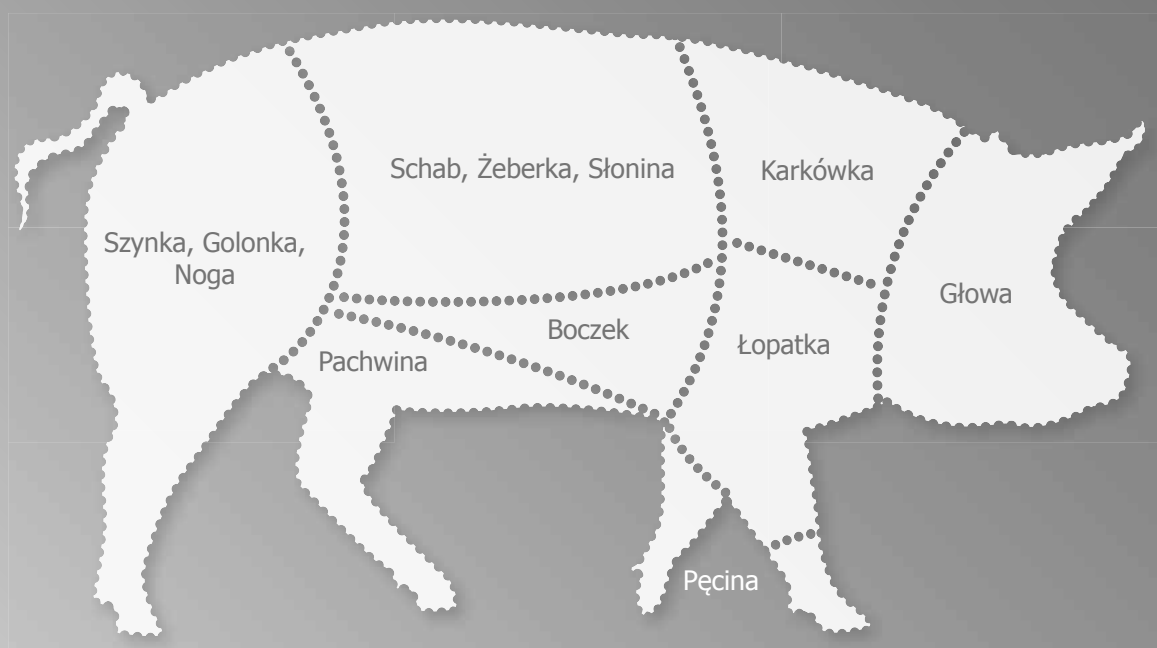 Schab, Żeberka, Słonina
Karkówka
Szynka, Golonka,
Noga
Głowa
Boczek
Łopatka
Pachwina
Pęcina